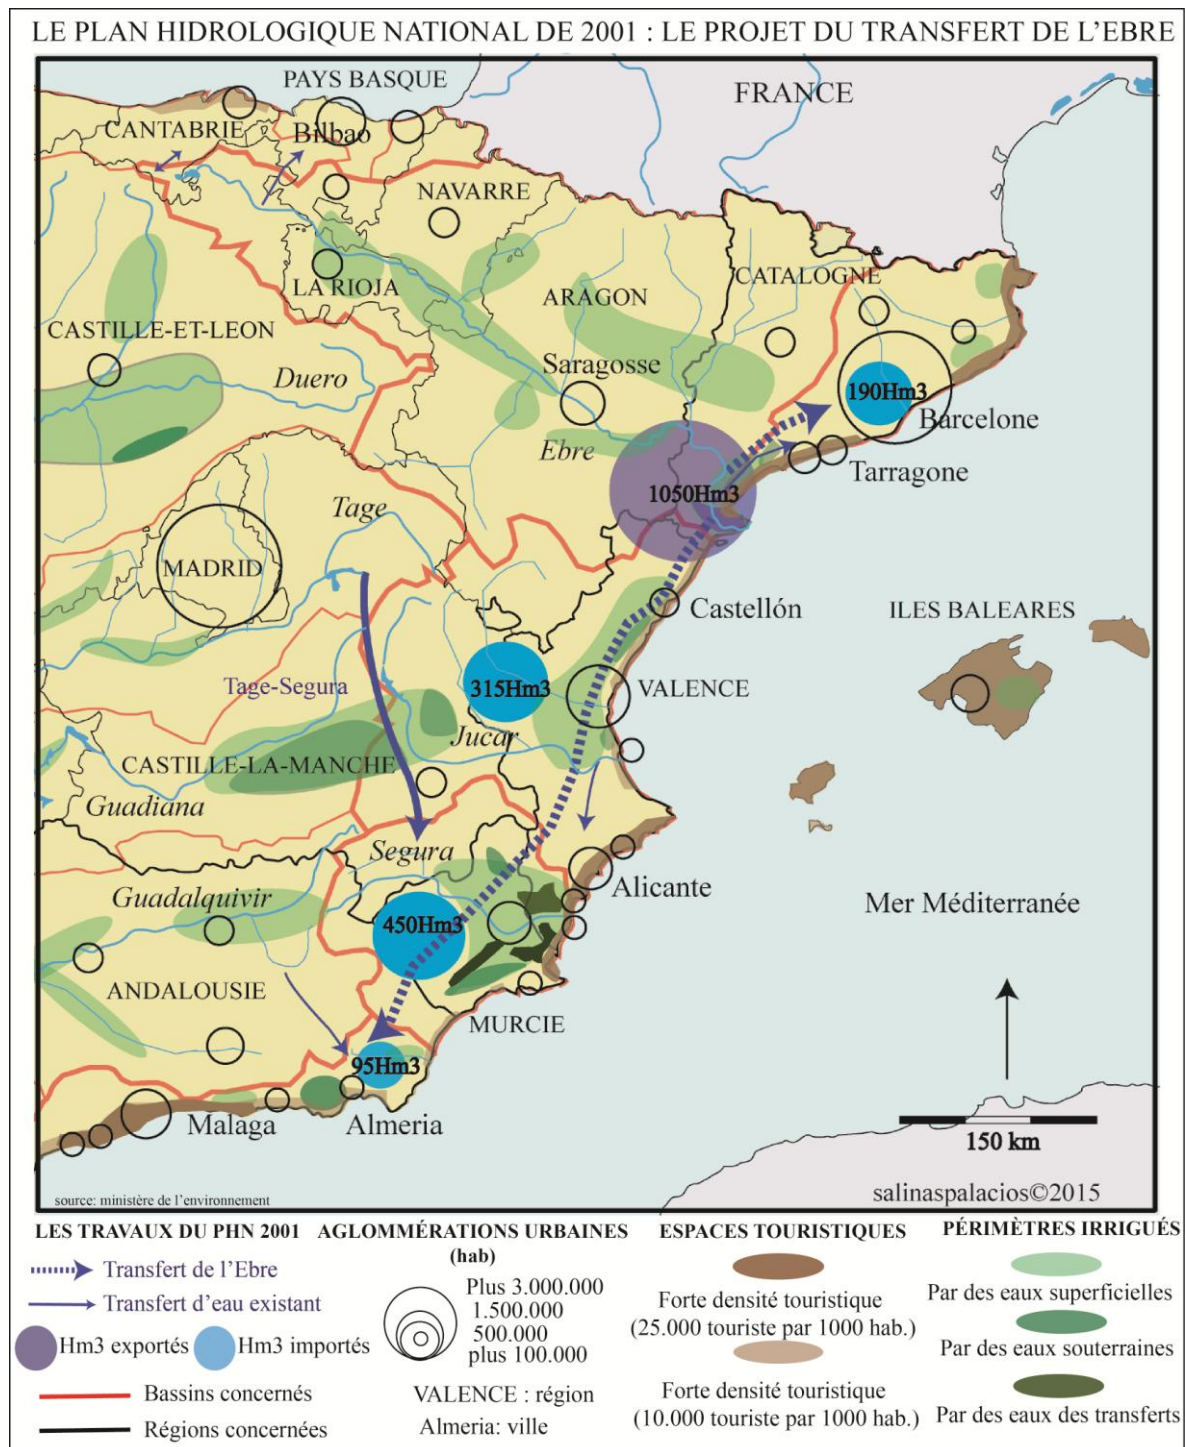 LE PLAN HIDROLOGIQUE NATIONAL DE 2001 : LE PROJET DU TRANSFERT DE L'EBRE
PAYS BASQUE
FRANCE
CANTABRIE
Bilbao
NAVARRE
CATALOGNE
LA RIOJA
ARAGON
CASTILLE-ET-LEON
Saragosse
Duero
190Hm3
Barcelone
Ebre
Tarragone
1050Hm3
Tage
MADRID
Castellón
ILES BALEARES
Tage-Segura
315Hm3
VALENCE
Jucar
CASTILLE-LA-MANCHE
Guadiana
Segura
Alicante
Guadalquivir
Mer Méditerranée
450Hm3
ANDALOUSIE
MURCIE
95Hm3
Malaga
Almeria
150 km
source: ministère de l'environnement
salinaspalacios©2015
LES TRAVAUX DU PHN 2001
Transfert de l'Ebre
Transfert d'eau existant
Hm3 exportés
Hm3 importés
Bassins concernés
Régions concernées
AGLOMMÉRATIONS URBAINES
(hab)
Plus 3.000.000
1.500.000
500.000
plus 100.000
VALENCE : région
Almeria: ville
ESPACES TOURISTIQUES
Forte densité touristique
(25.000 touriste par 1000 hab.)
Forte densité touristique
(10.000 touriste par 1000 hab.)
PÉRIMÈTRES IRRIGUÉS
Par des eaux superficielles
Par des eaux souterraines
Par des eaux des transferts